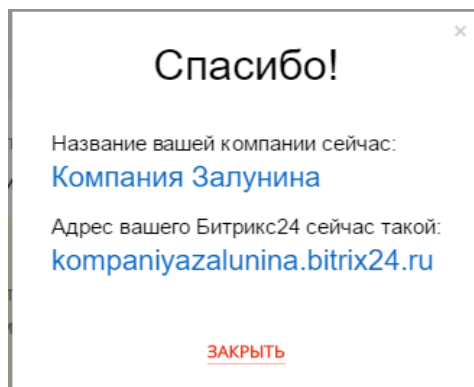 Спасибо!
Название вашей компании сейчас:
Компания Залунина
Адрес вашего Битрикс24 сейчас такой:
kompaniyazalunina.bitrix24.ru
ЗАКРЫТЬ